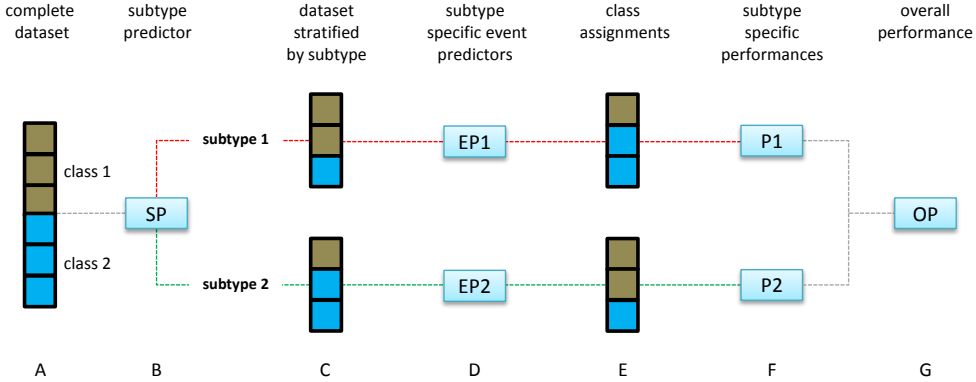 complete
dataset
subtype
predictor
dataset
stratified
by subtype
subtype
specific event
predictors
class
assignments
subtype
specific
performances
overall
performance
class 1
class 2
SP
subtype 1
subtype 2
EP1
EP2
P1
P2
OP
A
B
C
D
E
F
G